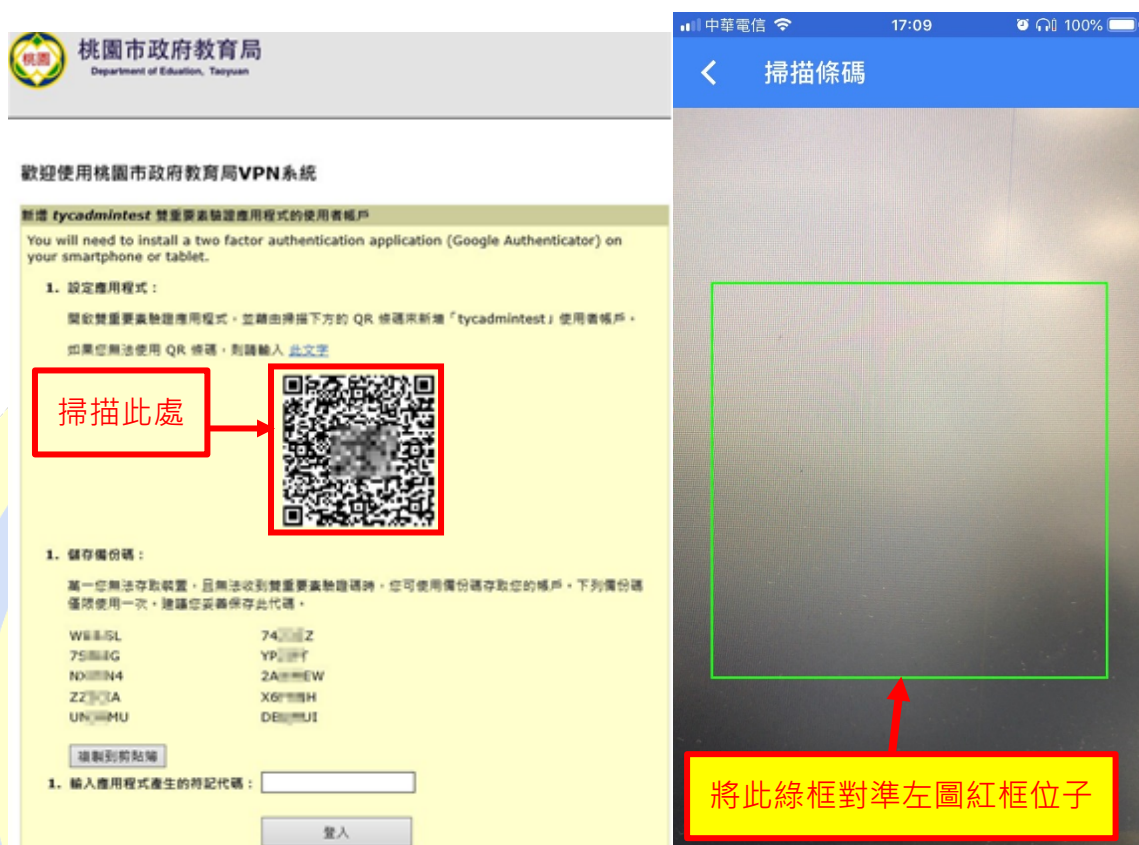 桃園市政府教育局
Department of Eduation, Taoyuan
歡迎使用桃園市政府教育局VPN系統
新增 tycadmintest 雙重要素驗證應用程式的使用者帳戶
You will need to install a two factor authentication application (Google Authenticator) on
your smartphone or tablet.
1. 設定應用程式：
開啟雙重要素驗證應用程式，並藉由掃描下方的 QR 條碼來新增「tycadmintest」使用者帳戶。
如果您無法使用 QR 條碼，則請輸入 此文字
掃描此處
1. 儲存備份碼：
萬一您無法存取裝置，且無法收到雙重要素驗證碼時，您可使用備份碼存取您的帳戶。下列備份碼
僅限使用一次，建議您妥善保存此代碼。
複製到剪貼簿
1. 輸入應用程式產生的符記代碼：
登入
中華電信 17:09 100%
掃描條碼
將此綠框對準左圖紅框位子